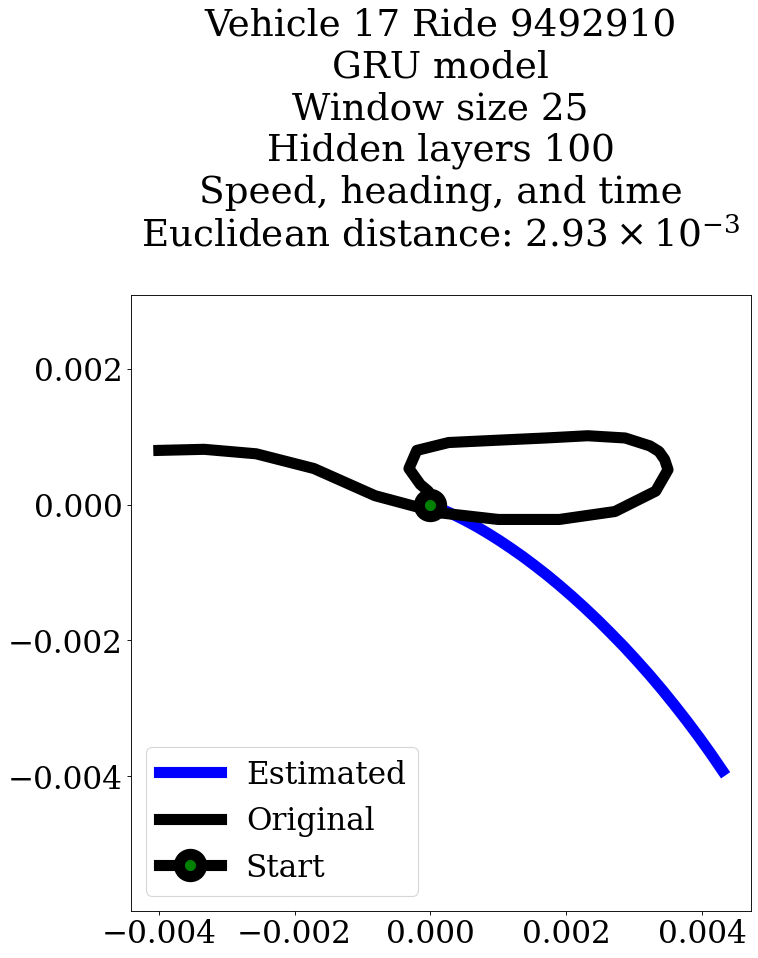 Vehicle 17 Ride 9492910
GRU model
Window size 25
Hidden layers 100
Speed, heading, and time
Euclidean distance: 2.93 × 10⁻³
0.002
0.000
−0.002
−0.004
Estimated
Original
Start
−0.004 −0.002 0.000 0.002 0.004